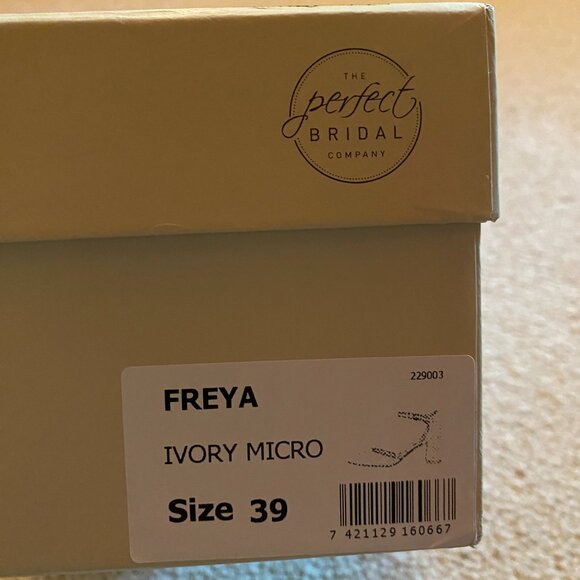 THE
perfect
BRIDAL
COMPANY
229003
FREYA
IVORY MICRO
Size 39
7 421129 160667